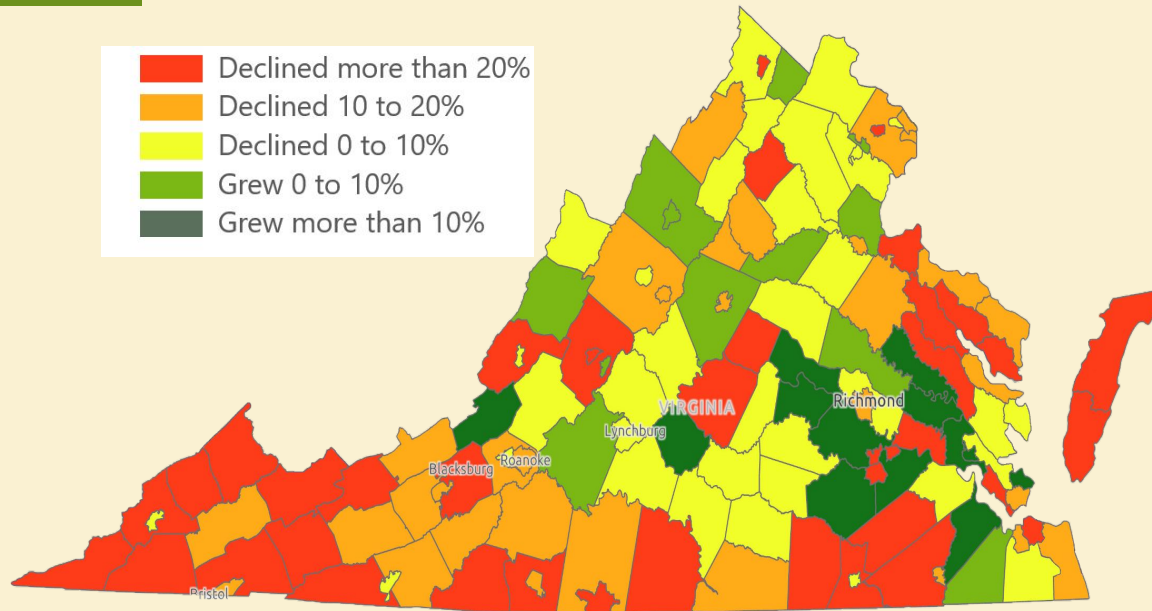 Declined more than 20%
Declined 10 to 20%
Declined 0 to 10%
Grew 0 to 10%
Grew more than 10%
VIRGINIA
Richmond
Lynchburg
Roanoke
Blacksburg
Bristol